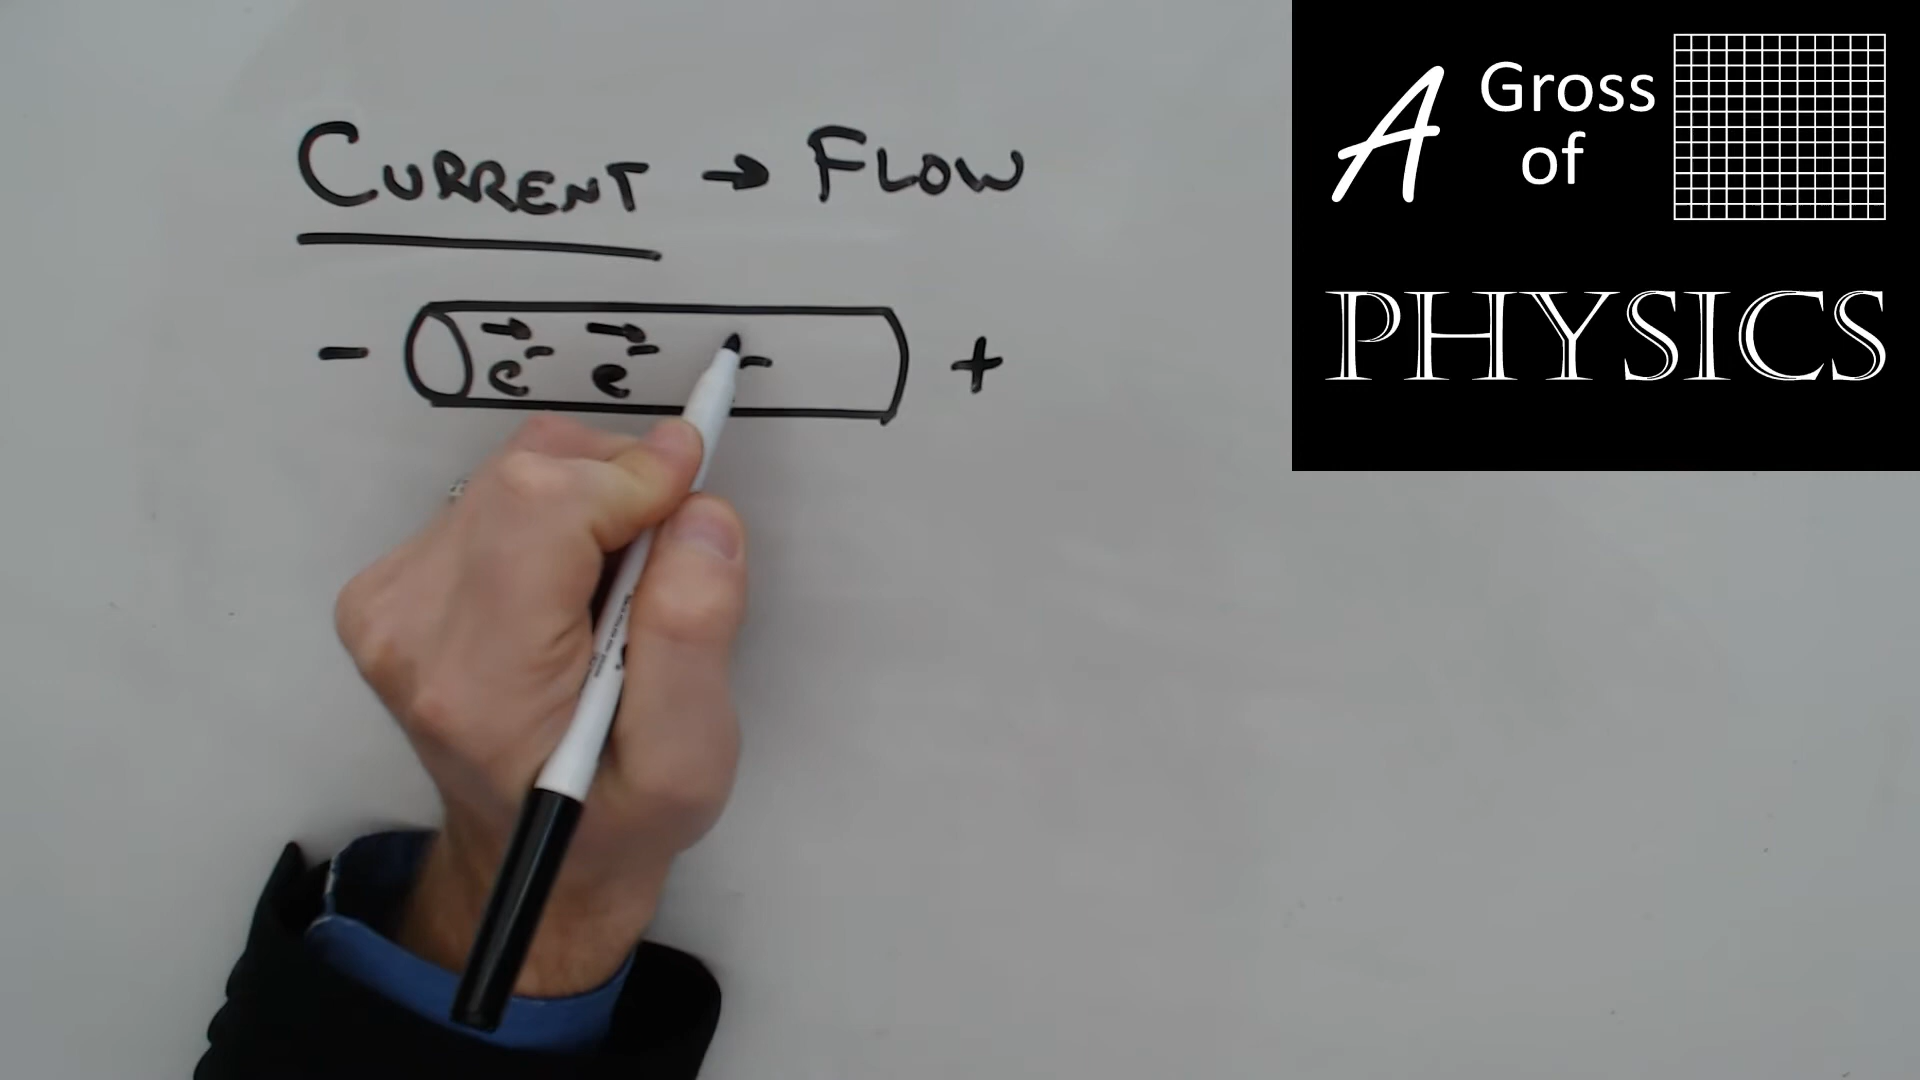 CURRENT → FLOW
- e⁻ e⁻ - +
A Gross
of
PHYSICS